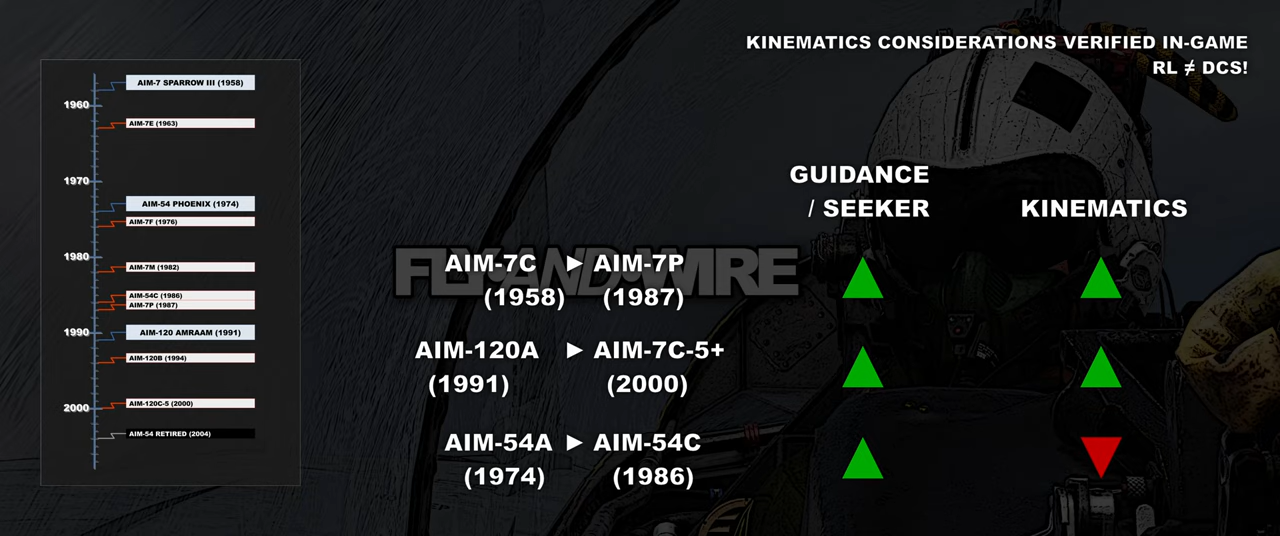 KINEMATICS CONSIDERATIONS VERIFIED IN-GAME
RL ≠ DCS!
AIM-7 SPARROW III (1958)
1960
AIM-7E (1963)
1970
AIM-54 PHOENIX (1974)
AIM-7F (1976)
1980
AIM-7M (1982)
AIM-54C (1986)
AIM-7P (1987)
1990
AIM-120 AMRAAM (1991)
AIM-120B (1994)
AIM-120C-5 (2000)
2000
AIM-54 RETIRED (2004)
GUIDANCE
/ SEEKER
KINEMATICS
FLY AND WIRE
AIM-7C ► AIM-7P
(1958) (1987)
AIM-120A ► AIM-7C-5+
(1991) (2000)
AIM-54A ► AIM-54C
(1974) (1986)